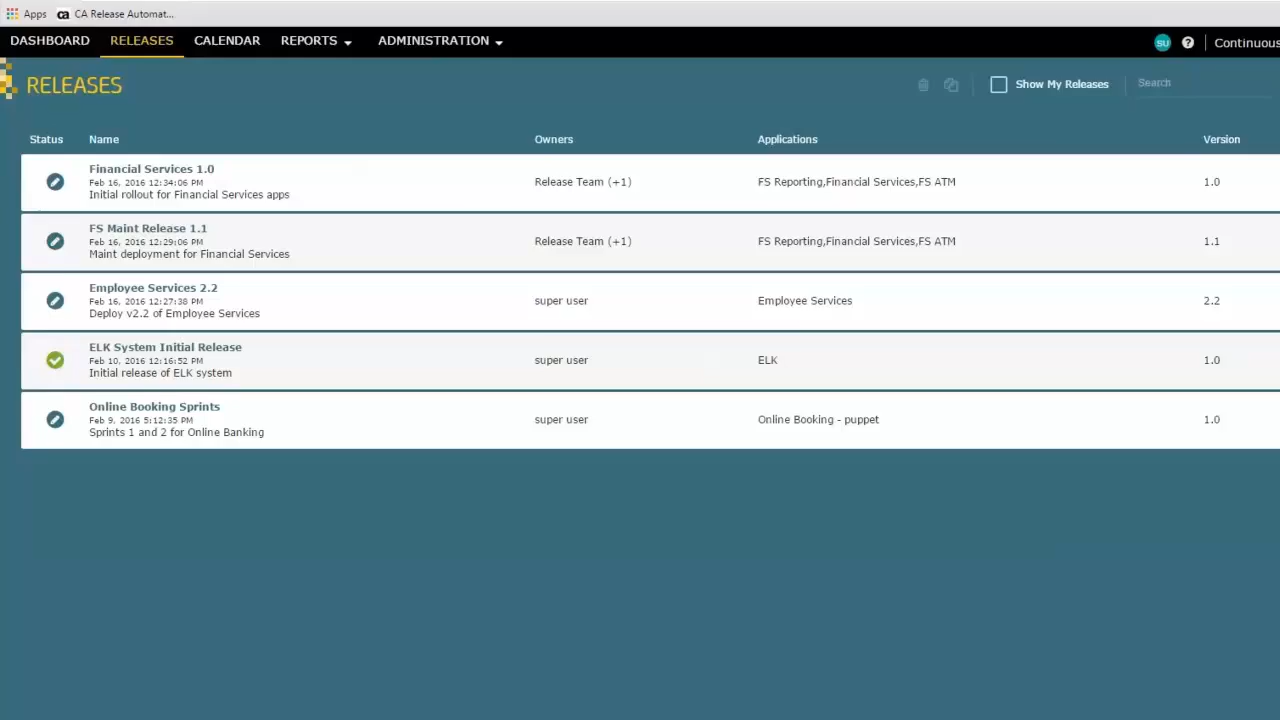 Apps CA Release Automat...
DASHBOARD RELEASES CALENDAR REPORTS ADMINISTRATION SU ? Continuous
RELEASES Show My Releases Search
Status Name Owners Applications Version
Financial Services 1.0
Feb 16, 2016 12:34:06 PM
Initial rollout for Financial Services apps
Release Team (+1) FS Reporting,Financial Services,FS ATM 1.0
FS Maint Release 1.1
Feb 16, 2016 12:29:06 PM
Maint deployment for Financial Services
Release Team (+1) FS Reporting,Financial Services,FS ATM 1.1
Employee Services 2.2
Feb 16, 2016 12:27:38 PM
Deploy v2.2 of Employee Services
super user Employee Services 2.2
ELK System Initial Release
Feb 10, 2016 12:16:52 PM
Initial release of ELK system
super user ELK 1.0
Online Booking Sprints
Feb 9, 2016 5:12:35 PM
Sprints 1 and 2 for Online Banking
super user Online Booking - puppet 1.0